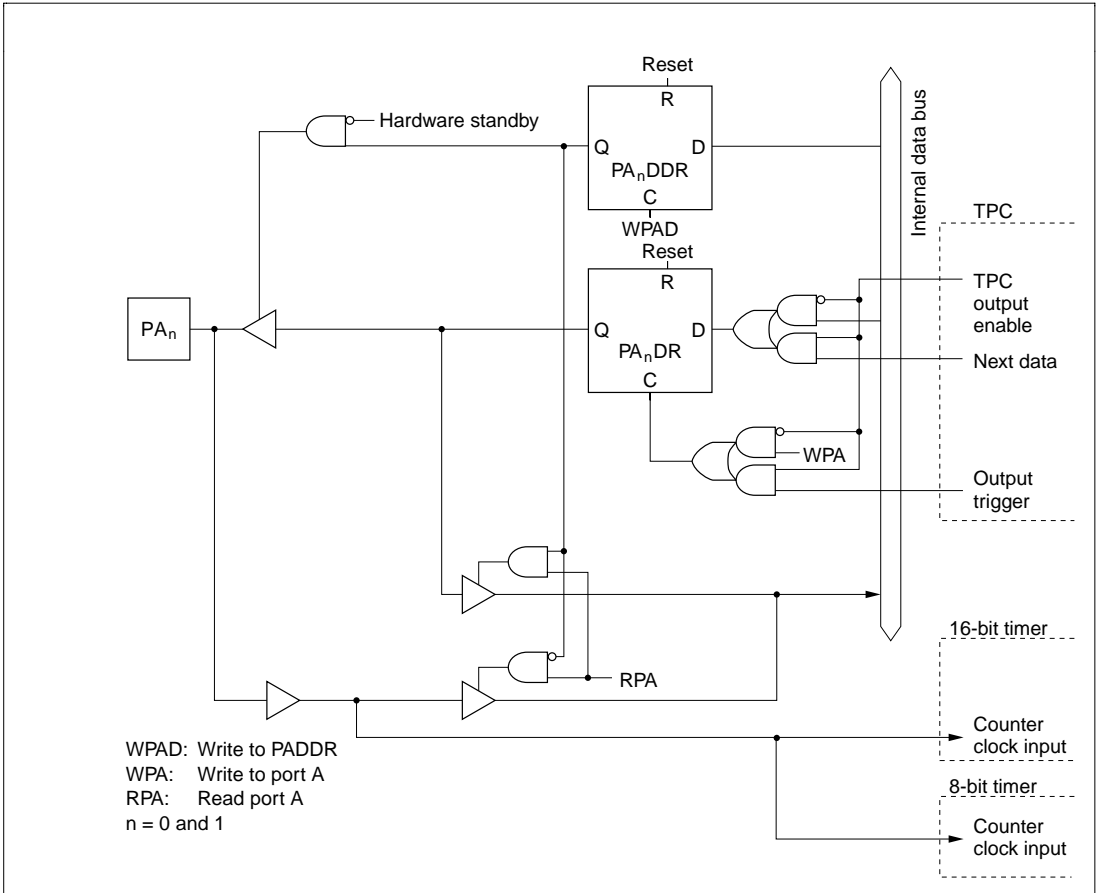 Reset
R
Hardware standby
Q
D
PAnDDR
C
WPAD
Internal data bus
TPC
Reset
R
TPC
output
enable
PAn
Q
D
PAnDR
Next data
C
WPA
Output
trigger
16-bit timer
RPA
Counter
clock input
WPAD: Write to PADDR
WPA: Write to port A
RPA: Read port A
n = 0 and 1
8-bit timer
Counter
clock input